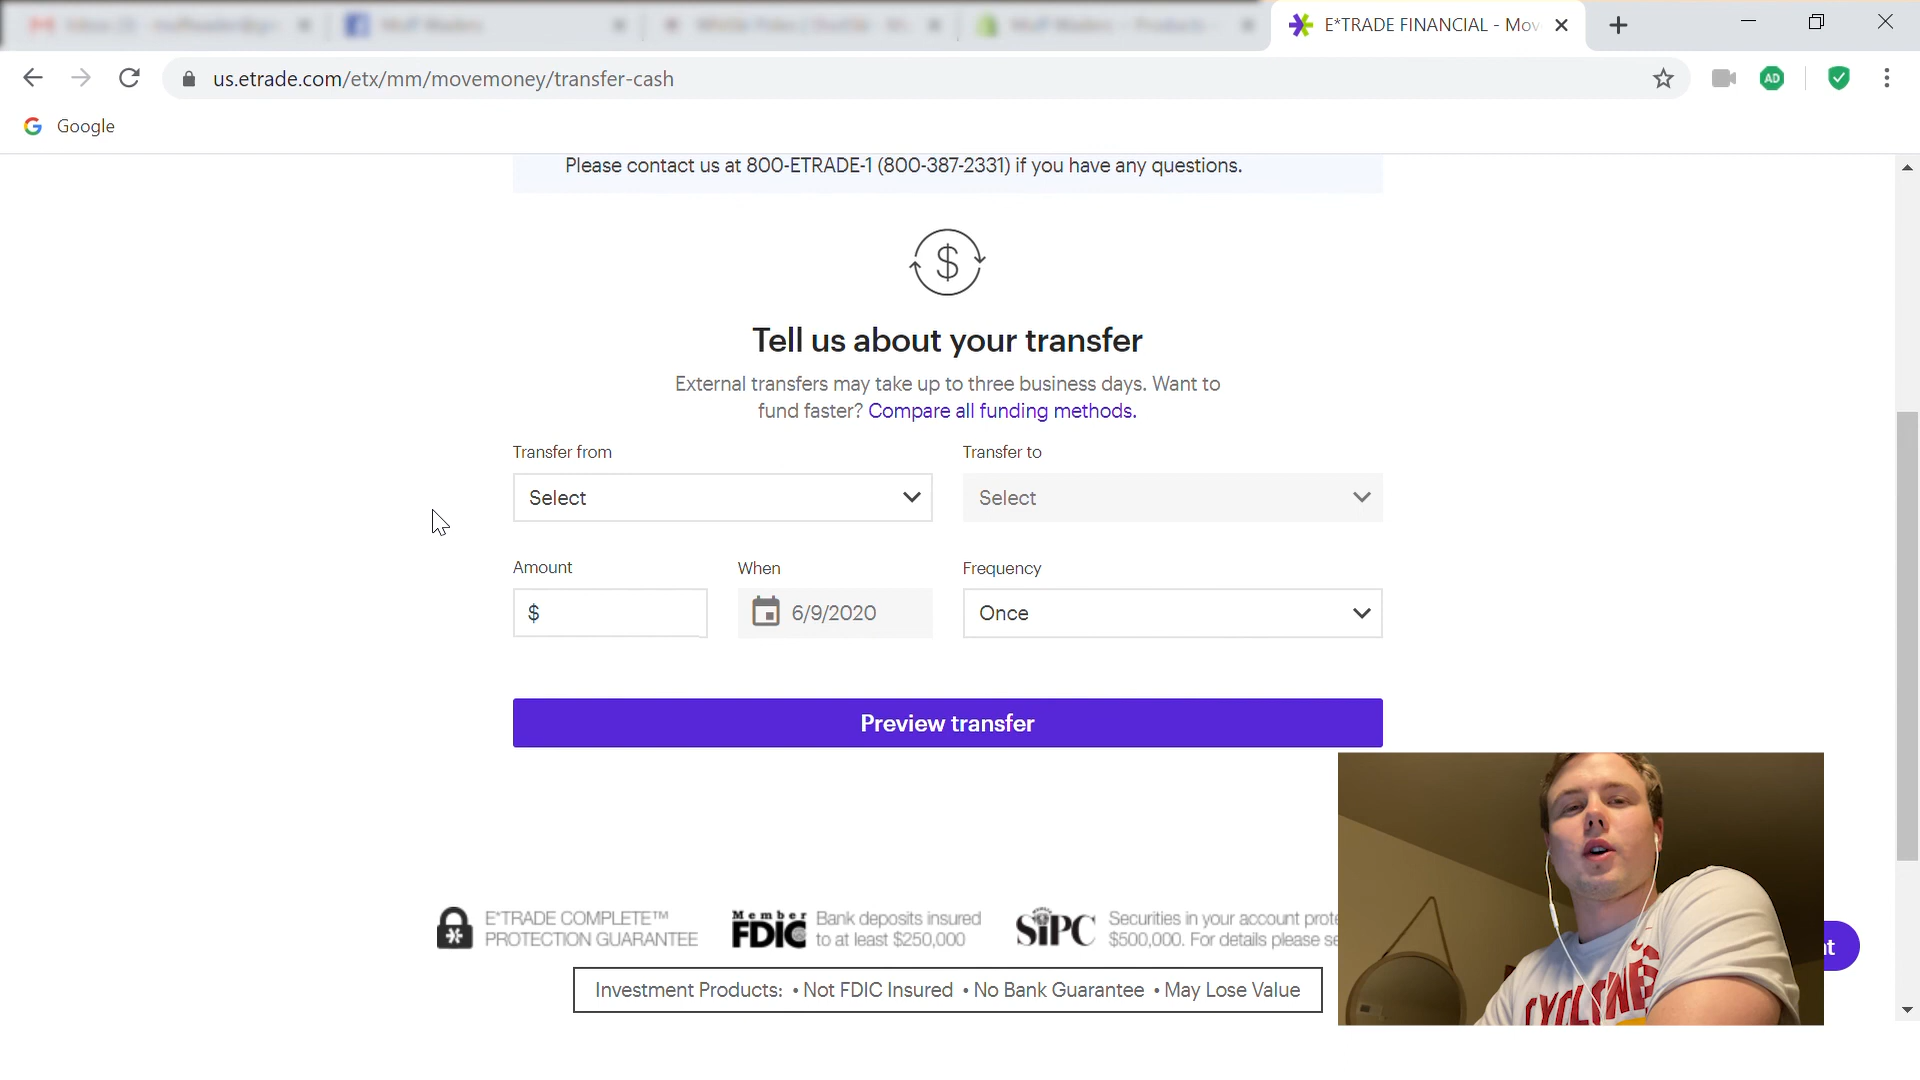 E*TRADE FINANCIAL - Mov
us.etrade.com/etx/mm/movemoney/transfer-cash
AD
Google
Please contact us at 800-ETRADE-1 (800-387-2331) if you have any questions.
$
Tell us about your transfer
External transfers may take up to three business days. Want to
fund faster? Compare all funding methods.
Transfer from
Transfer to
Select
Select
Amount
When
Frequency
$
6/9/2020
Once
Preview transfer
E*TRADE COMPLETE™
PROTECTION GUARANTEE
Member
FDIC
Bank deposits insured
to at least $250,000
SiPC
Securities in your account prote
$500,000. For details please se
Investment Products: • Not FDIC Insured • No Bank Guarantee • May Lose Value
CYCLONES